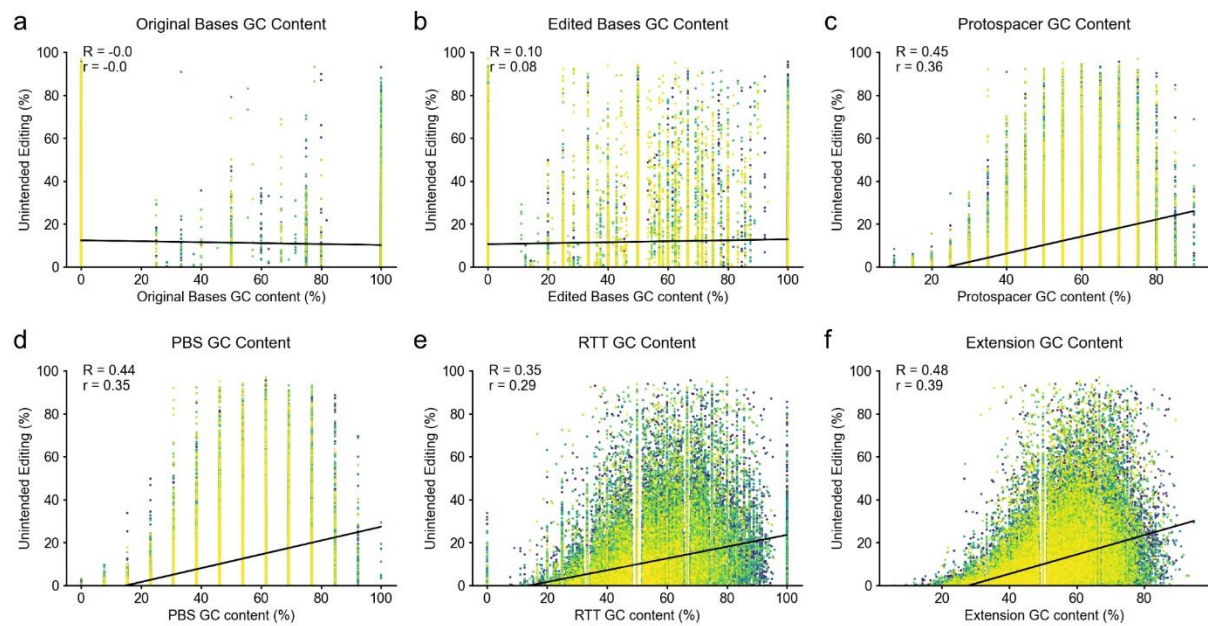 a
Original Bases GC Content
R = -0.0
r = -0.0
Unintended Editing (%)
100
80
60
40
20
0
0 20 40 60 80 100
Original Bases GC content (%)
b
Edited Bases GC Content
R = 0.10
r = 0.08
Unintended Editing (%)
100
80
60
40
20
0
0 20 40 60 80 100
Edited Bases GC content (%)
c
Protospacer GC Content
R = 0.45
r = 0.36
Unintended Editing (%)
100
80
60
40
20
0
20 40 60 80
Protospacer GC content (%)
d
PBS GC Content
R = 0.44
r = 0.35
Unintended Editing (%)
100
80
60
40
20
0
0 20 40 60 80 100
PBS GC content (%)
e
RTT GC Content
R = 0.35
r = 0.29
Unintended Editing (%)
100
80
60
40
20
0
0 20 40 60 80 100
RTT GC content (%)
f
Extension GC Content
R = 0.48
r = 0.39
Unintended Editing (%)
100
80
60
40
20
0
20 40 60 80
Extension GC content (%)